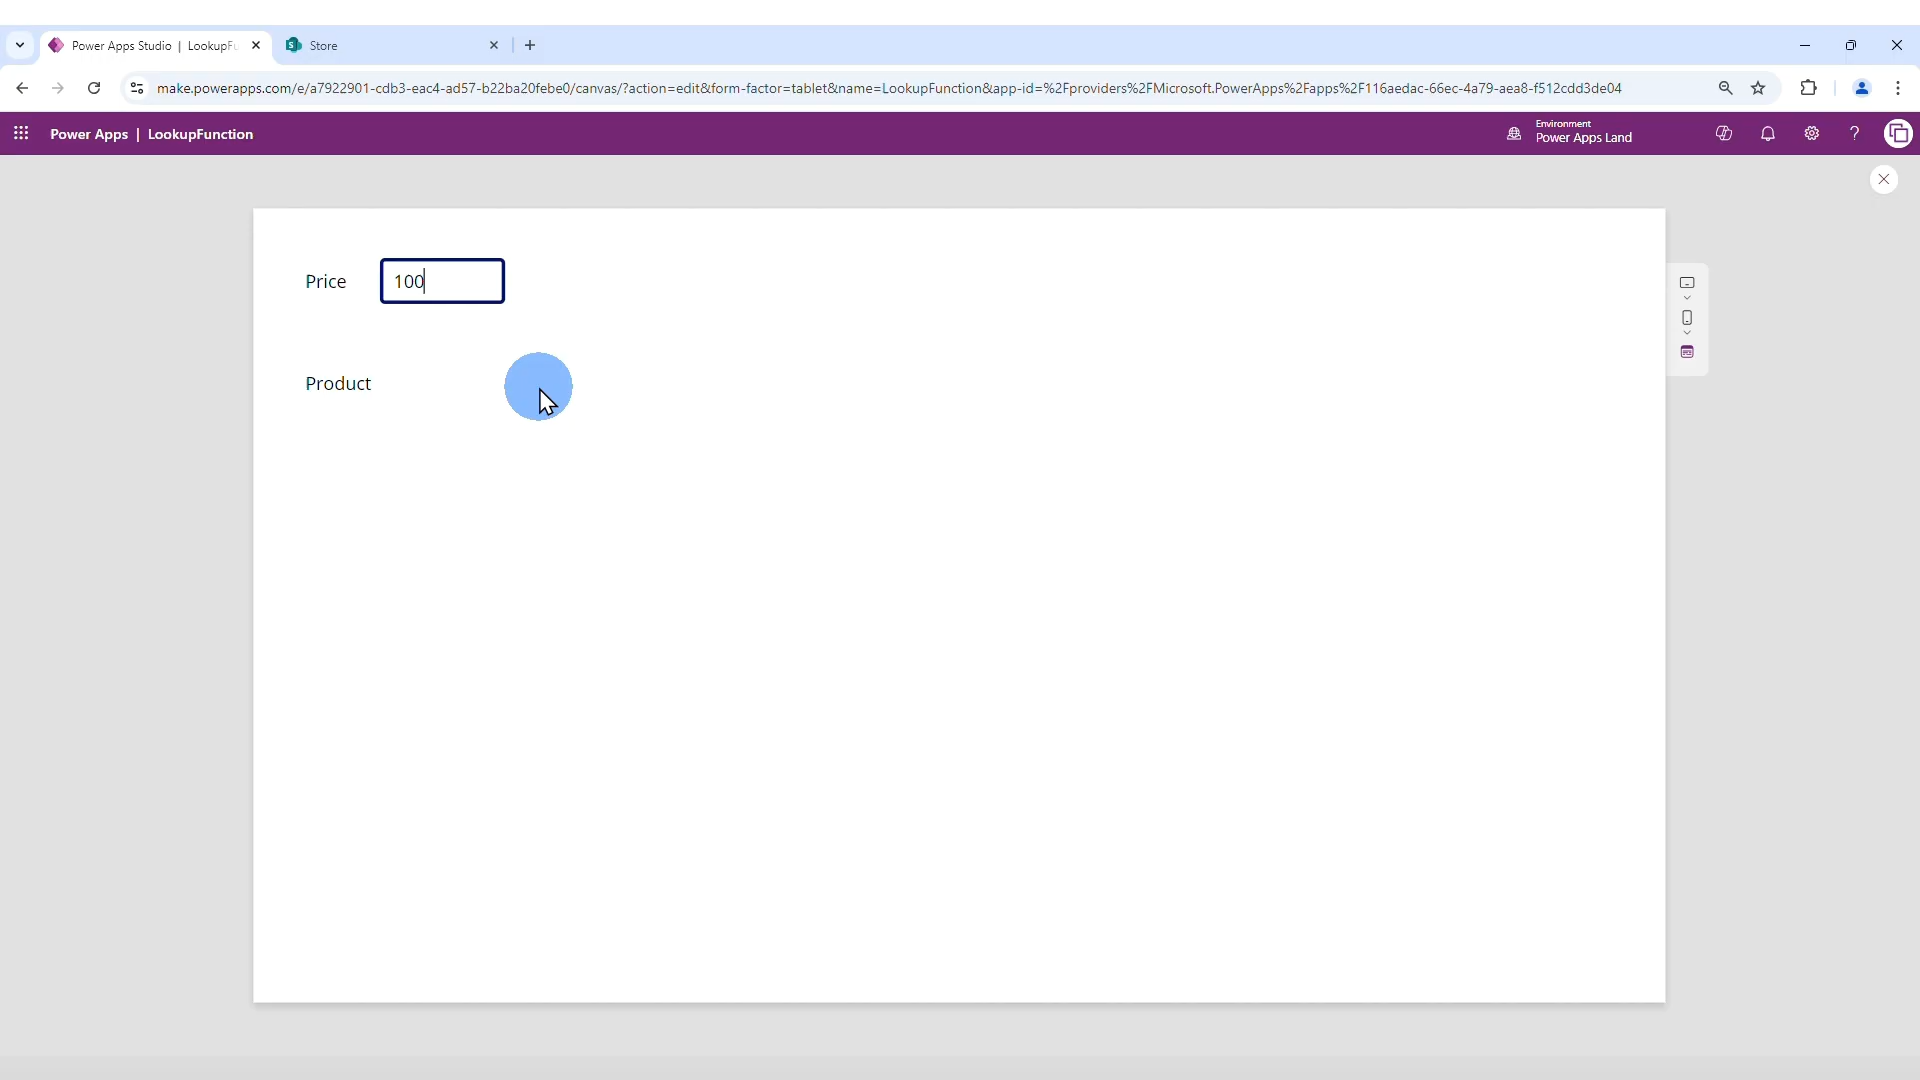 Power Apps Studio | LookupFu
Store
make.powerapps.com/e/a7922901-cdb3-eac4-ad57-b22ba20febe0/canvas/?action=edit&form-factor=tablet&name=LookupFunction&app-id=%2Fproviders%2FMicrosoft.PowerApps%2Fapps%2F116aedac-66ec-4a79-aea8-f512cdd3de04
Power Apps | LookupFunction
Environment
Power Apps Land
Price 100
Product